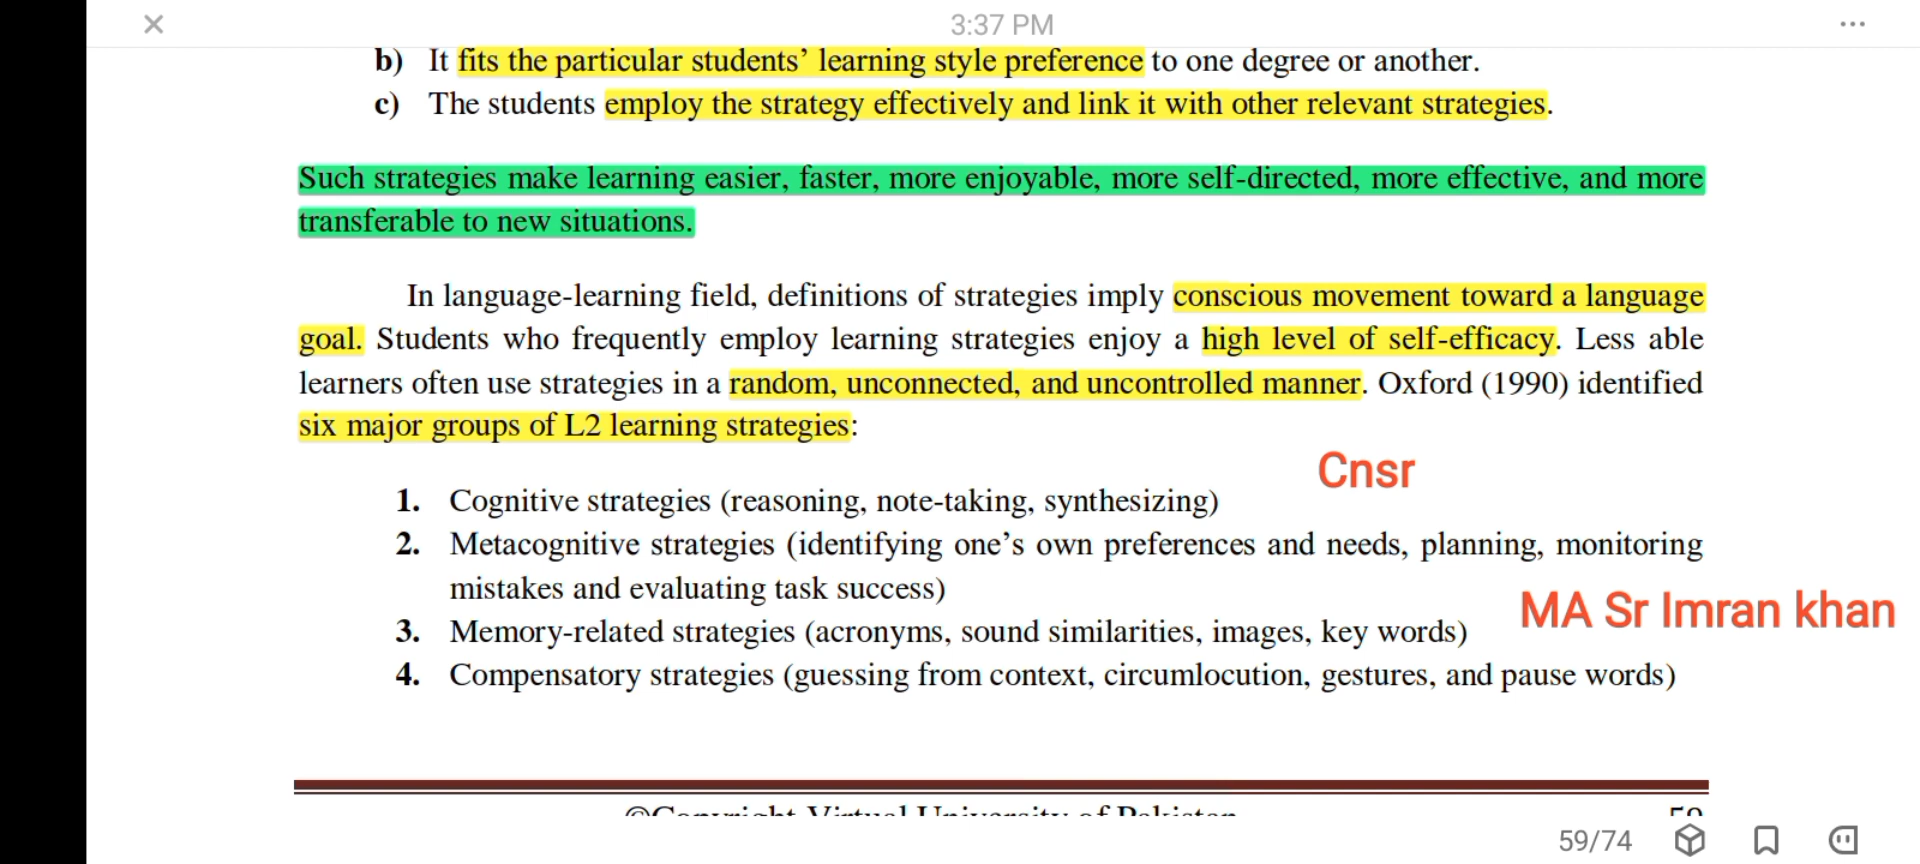 3:37 PM
b) It fits the particular students’ learning style preference to one degree or another.
c) The students employ the strategy effectively and link it with other relevant strategies.
Such strategies make learning easier, faster, more enjoyable, more self-directed, more effective, and more
transferable to new situations.
In language-learning field, definitions of strategies imply conscious movement toward a language
goal. Students who frequently employ learning strategies enjoy a high level of self-efficacy. Less able
learners often use strategies in a random, unconnected, and uncontrolled manner. Oxford (1990) identified
six major groups of L2 learning strategies:
Cnsr
1. Cognitive strategies (reasoning, note-taking, synthesizing)
2. Metacognitive strategies (identifying one’s own preferences and needs, planning, monitoring
mistakes and evaluating task success)
MA Sr Imran khan
3. Memory-related strategies (acronyms, sound similarities, images, key words)
4. Compensatory strategies (guessing from context, circumlocution, gestures, and pause words)
©Copyright Virtual University of Pakistan 59
59/74